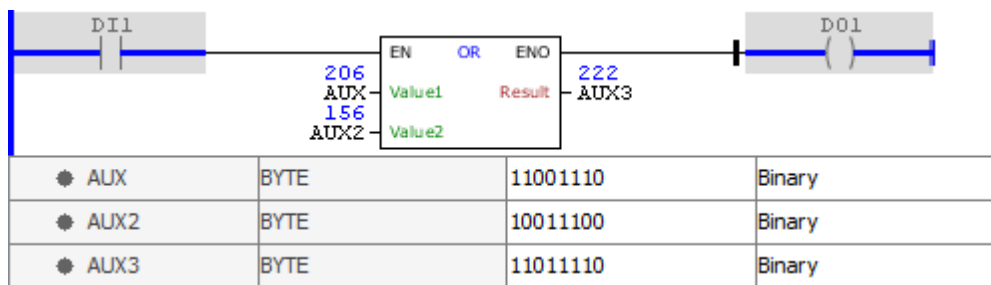 DI1 DO1
EN OR ENO
206 222
AUX Value1 Result AUX3
156
AUX2 Value2
AUX BYTE 11001110 Binary
AUX2 BYTE 10011100 Binary
AUX3 BYTE 11011110 Binary